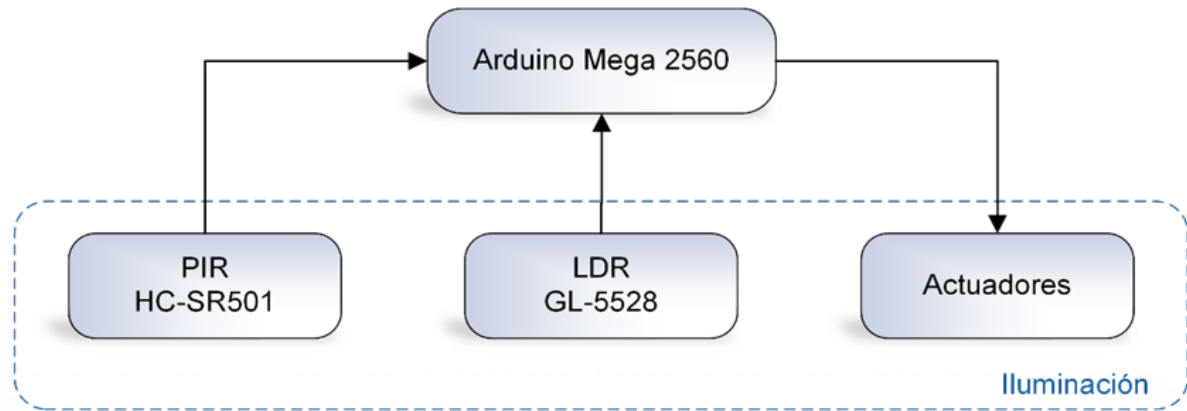 Arduino Mega 2560
PIR
HC-SR501
LDR
GL-5528
Actuadores
Iluminación